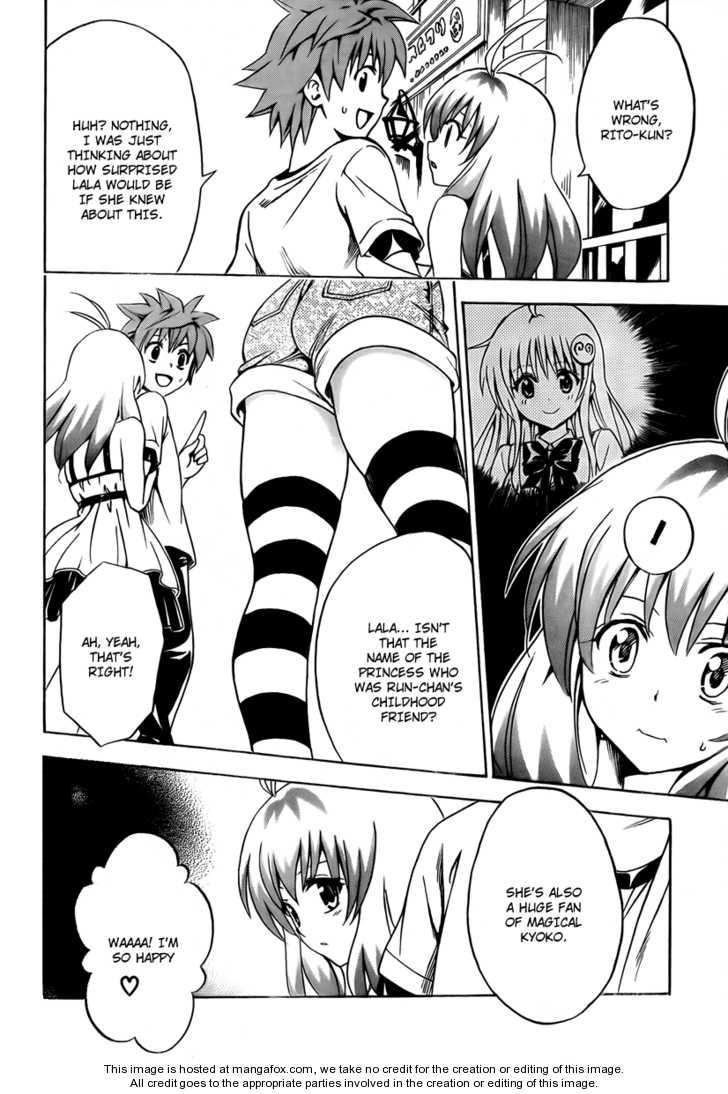 WHAT'S
WRONG,
RITO-KUN?
HUH? NOTHING,
I WAS JUST
THINKING ABOUT
HOW SURPRISED
LALA WOULD BE
IF SHE KNEW
ABOUT THIS.
LALA... ISN'T
THAT THE
NAME OF THE
PRINCESS WHO
WAS RUN-CHAN'S
CHILDHOOD
FRIEND?
AH, YEAH,
THAT'S
RIGHT!
SHE'S ALSO
A HUGE FAN
OF MAGICAL
KYOKO.
WAAAA! I'M
SO HAPPY
♡
This image is hosted at mangafox.com, we take no credit for the creation or editing of this image.
All credit goes to the appropriate parties involved in the creation or editing of this image.